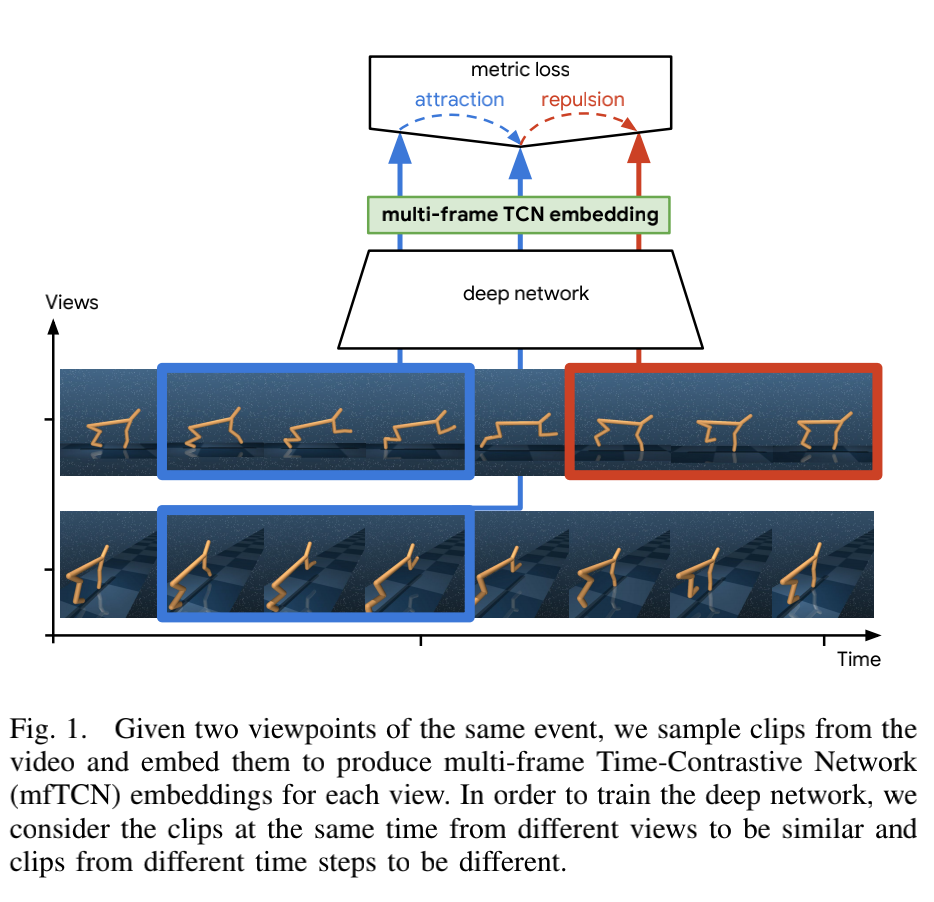 metric loss
attraction repulsion
multi-frame TCN embedding
deep network
Views
Time
Fig. 1. Given two viewpoints of the same event, we sample clips from the
video and embed them to produce multi-frame Time-Contrastive Network
(mfTCN) embeddings for each view. In order to train the deep network, we
consider the clips at the same time from different views to be similar and
clips from different time steps to be different.